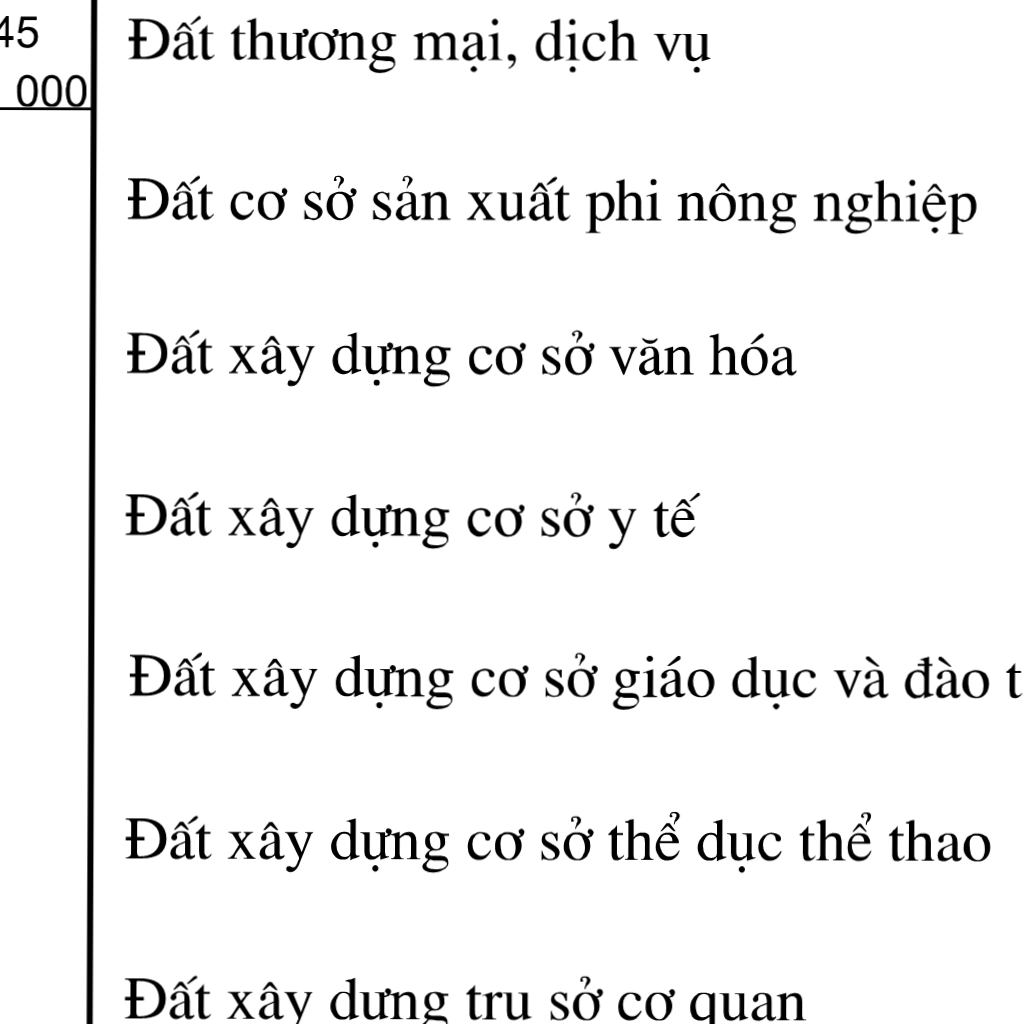 45
000
Đất thương mại, dịch vụ
Đất cơ sở sản xuất phi nông nghiệp
Đất xây dựng cơ sở văn hóa
Đất xây dựng cơ sở y tế
Đất xây dựng cơ sở giáo dục và đào
Đất xây dựng cơ sở thể dục thể thao
Đất xây dựng trụ sở cơ quan